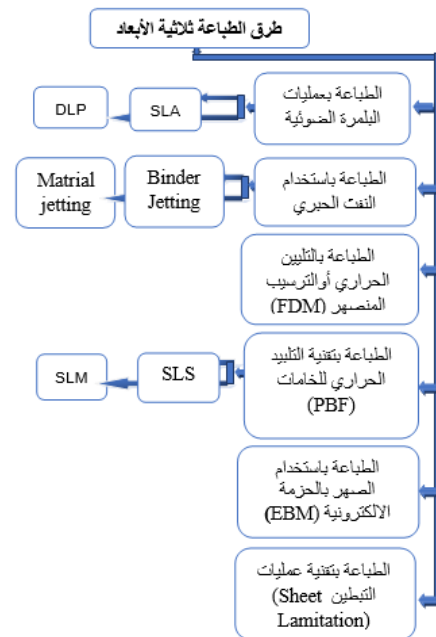 طرق الطباعة ثلاثية الأبعاد
الطباعة بعمليات
البلمرة الضوئية
SLA
DLP
الطباعة باستخدام
النفث الحبري
Binder
Jetting
Matrial
jetting
الطباعة بالتليين
الحراري أوالترسيب
المنصهر (FDM)
الطباعة بتقنية التلبيد
الحراري للخامات
(PBF)
SLS
SLM
الطباعة باستخدام
الصهر بالحزمة
الالكترونية (EBM)
الطباعة بتقنية عمليات
التبطين (Sheet
Lamitation)